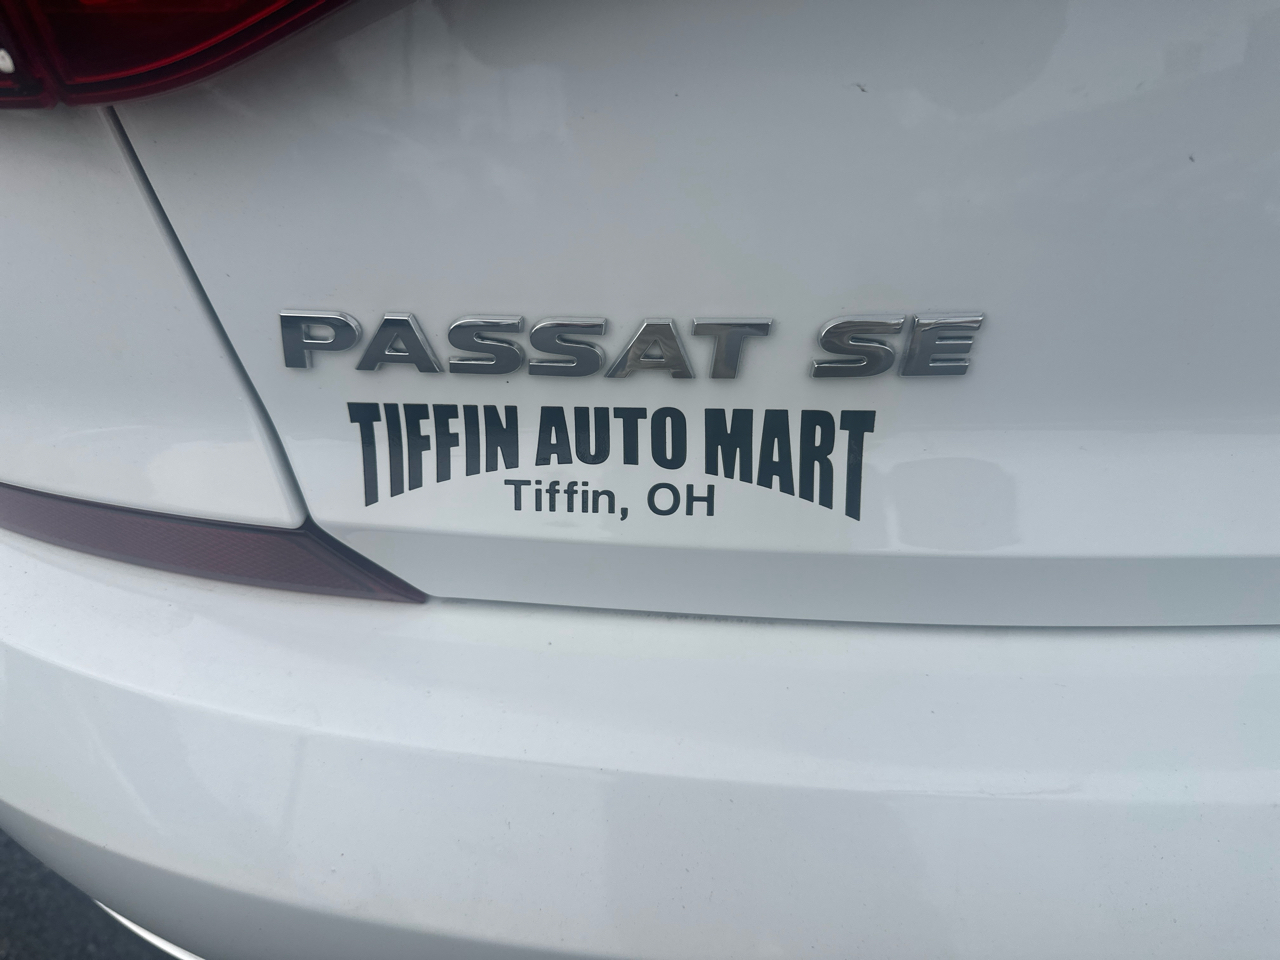 PASSAT SE
TIFFIN AUTO MART
Tiffin, OH